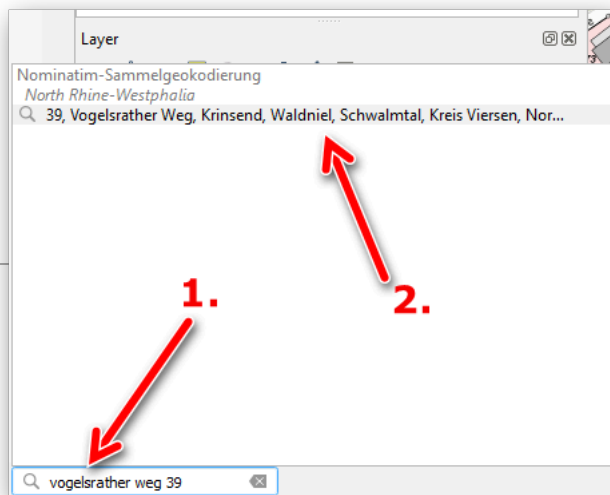 Layer
Nominatim-Sammelgeokodierung
North Rhine-Westphalia
39, Vogelsrather Weg, Krinsend, Waldniel, Schwalmtal, Kreis Viersen, Nor...
1.
2.
vogelsrather weg 39